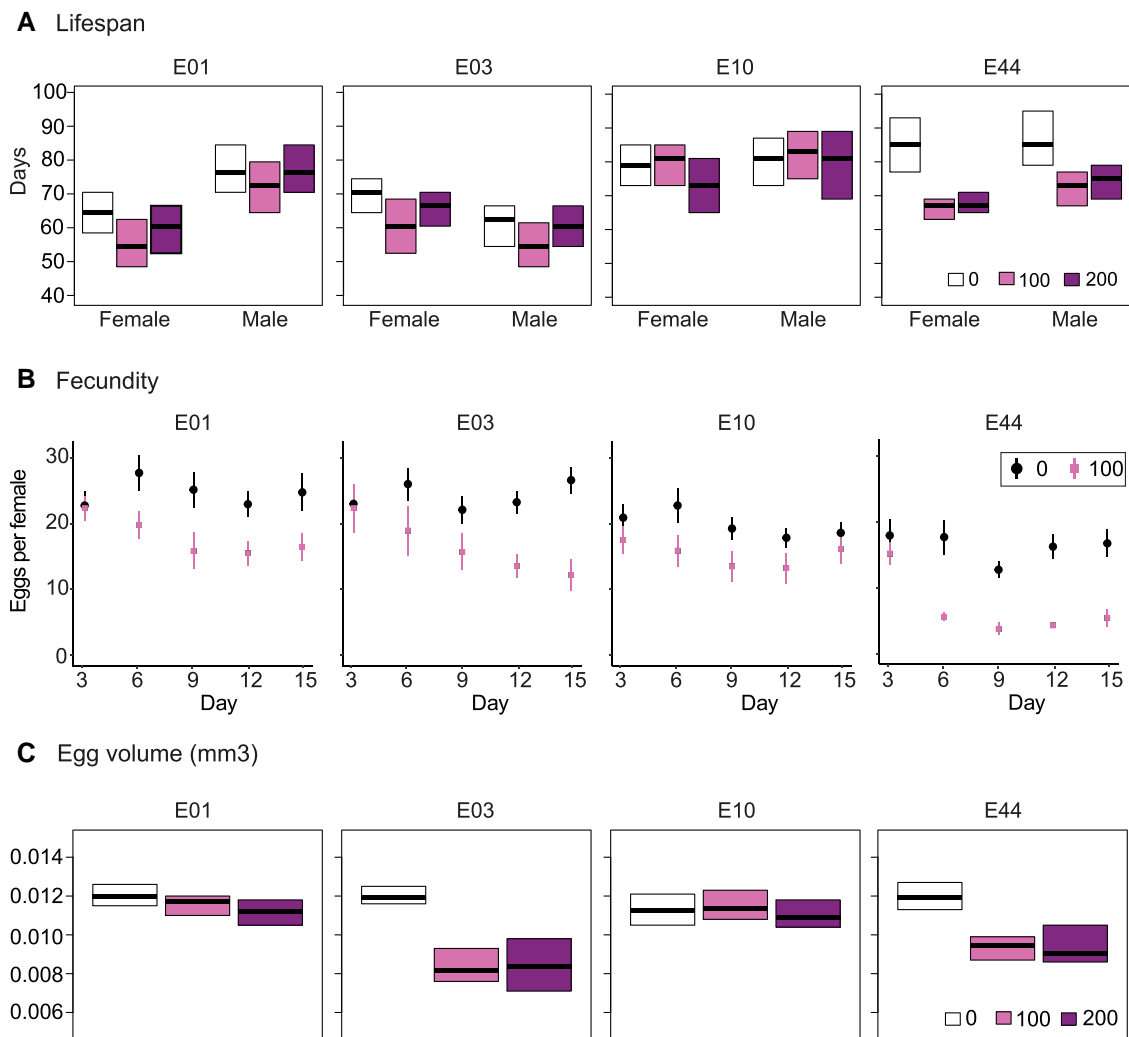 A Lifespan
E01 E03 E10 E44
Days
100
90
80
70
60
50
40
0 100 200
Female Male Female Male Female Male Female Male
B Fecundity
E01 E03 E10 E44
Eggs per female
30
20
10
0
0 100
3 6 9 12 15 3 6 9 12 15 3 6 9 12 15 3 6 9 12 15
Day Day Day Day
C Egg volume (mm3)
E01 E03 E10 E44
0.014
0.012
0.010
0.008
0.006
0 100 200